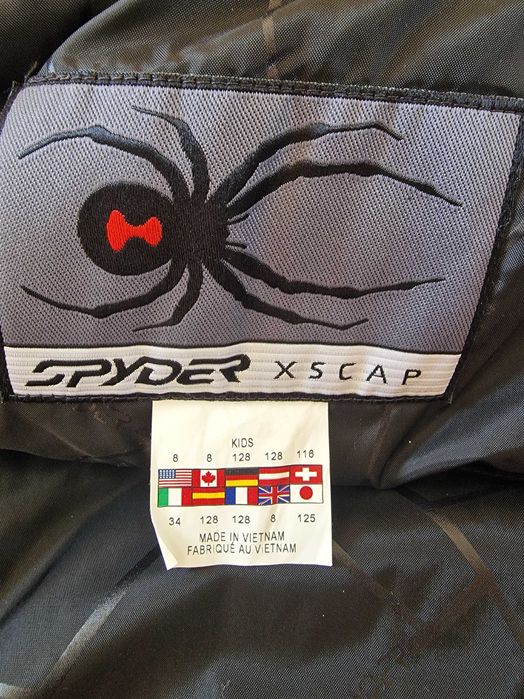 SPYDER XSCAP
KIDS
8 8 128 128 116
34 128 128 8 125
MADE IN VIETNAM
FABRIQUÉ AU VIETNAM